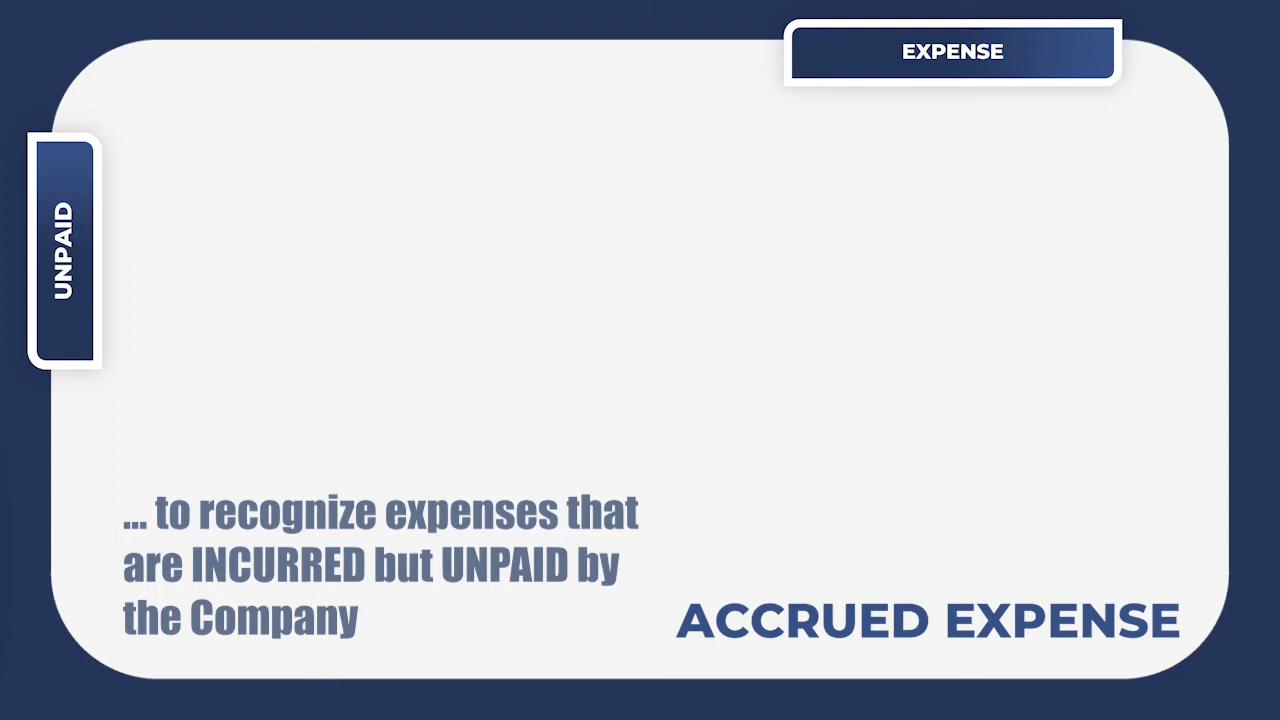 EXPENSE
UNPAID
... to recognize expenses that
are INCURRED but UNPAID by
the Company
ACCRUED EXPENSE